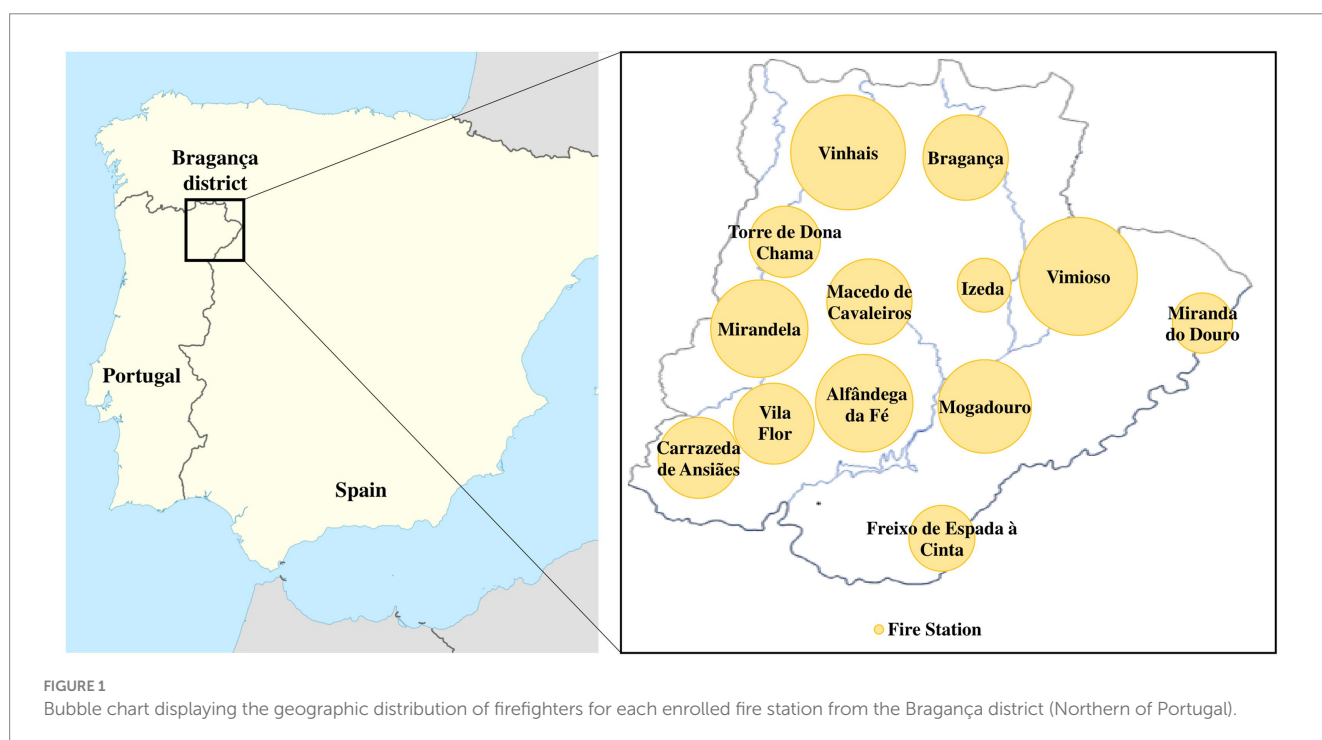 Bragança
district
Portugal
Spain
Vinhais
Bragança
Torre de Dona
Chama
Macedo de
Cavaleiros
Izeda
Vimioso
Miranda
do Douro
Mirandela
Alfândega
da Fé
Mogadouro
Vila
Flor
Carrazeda
de Ansiães
Freixo de Espada à
Cinta
Fire Station
FIGURE 1
Bubble chart displaying the geographic distribution of firefighters for each enrolled fire station from the Bragança district (Northern of Portugal).